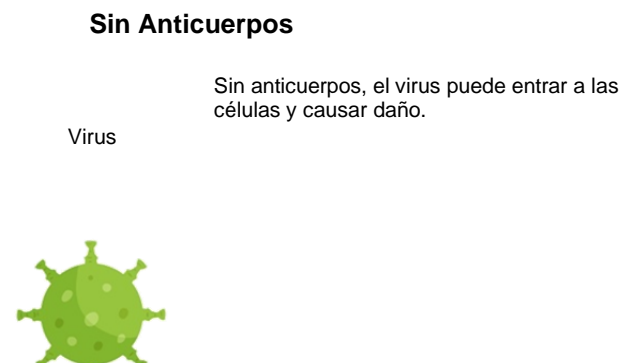 Sin Anticuerpos
Sin anticuerpos, el virus puede entrar a las
células y causar daño.
Virus